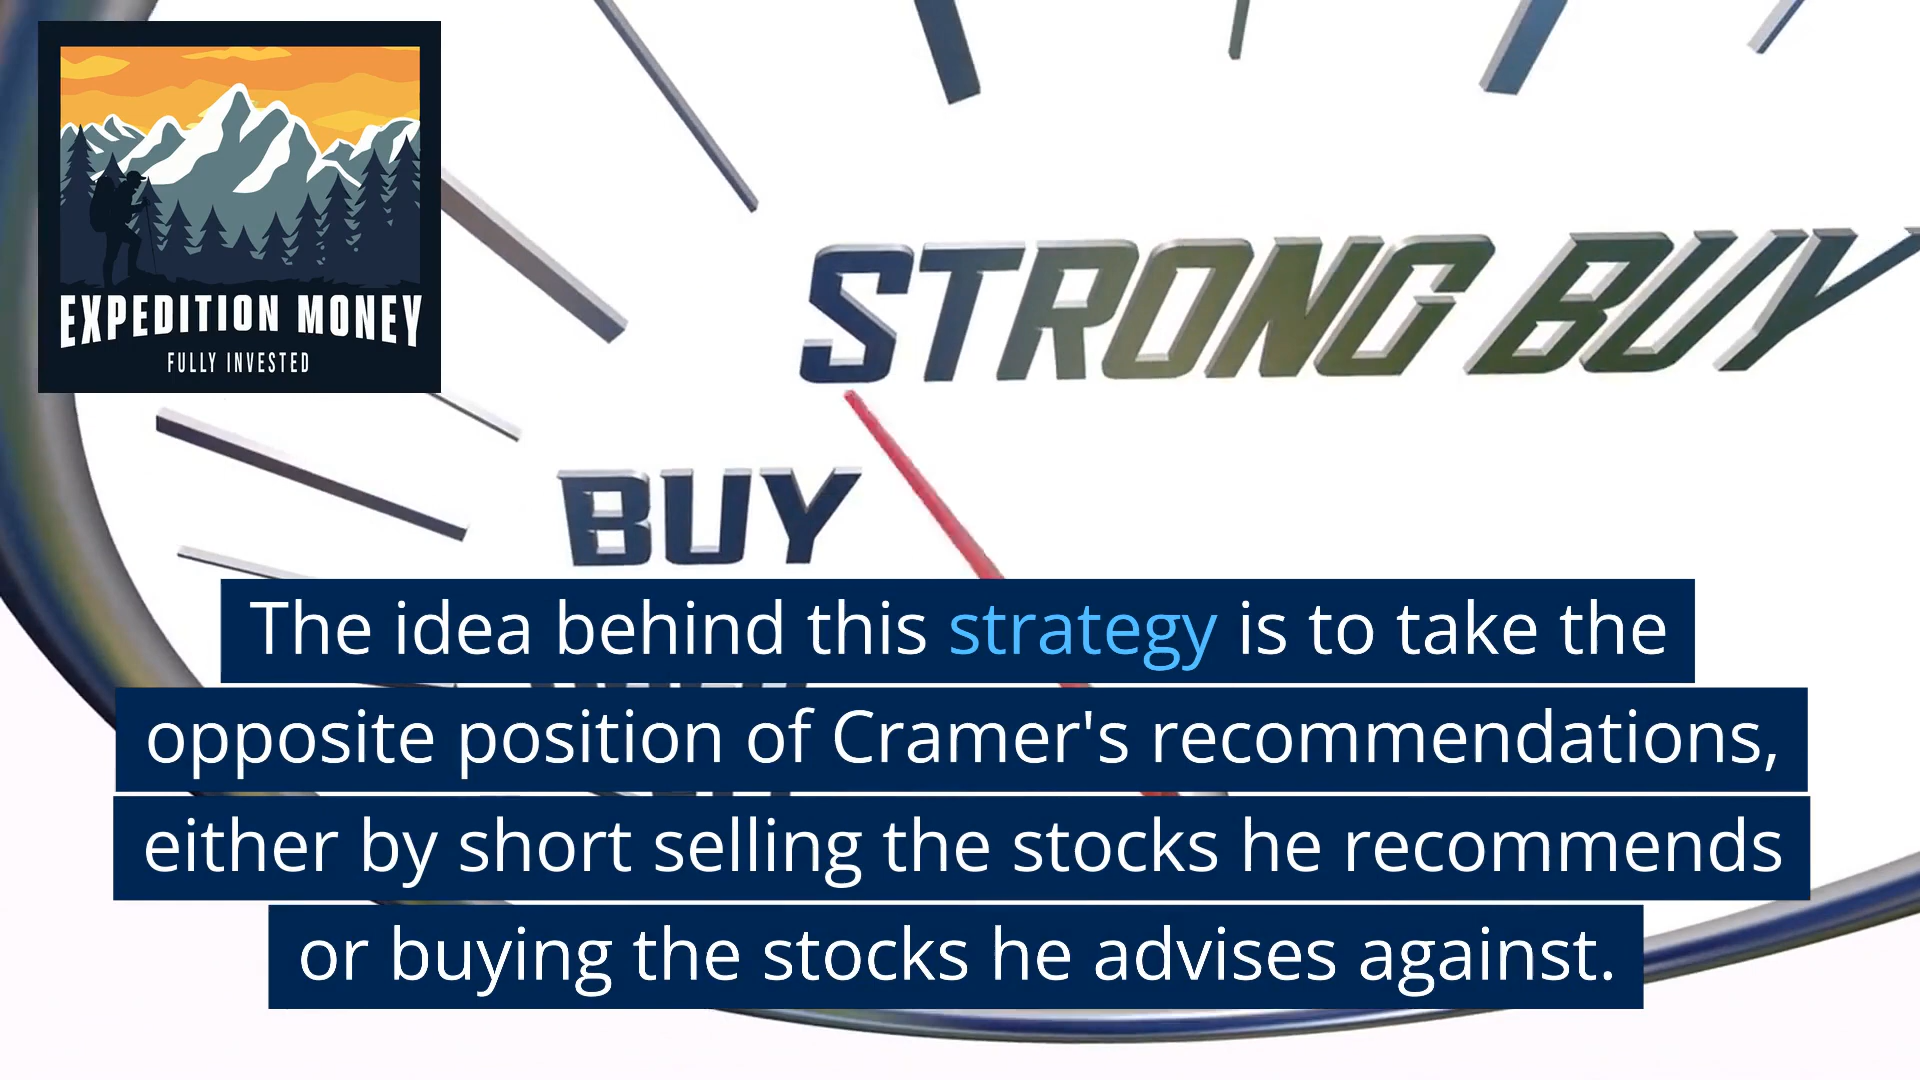 EXPEDITION MONEY
FULLY INVESTED
STRONG BUY
BUY
The idea behind this strategy is to take the
opposite position of Cramer's recommendations,
either by short selling the stocks he recommends
or buying the stocks he advises against.